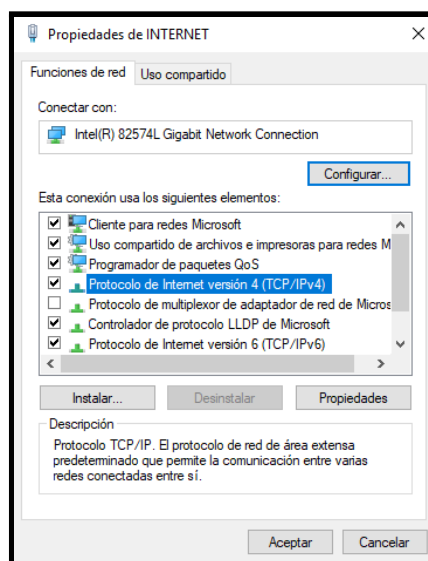 Propiedades de INTERNET
Funciones de red
Uso compartido
Conectar con:
Intel(R) 82574L Gigabit Network Connection
Configurar...
Esta conexión usa los siguientes elementos:
Cliente para redes Microsoft
Uso compartido de archivos e impresoras para redes M
Programador de paquetes QoS
Protocolo de Internet versión 4 (TCP/IPv4)
Protocolo de multiplexor de adaptador de red de Micros
Controlador de protocolo LLDP de Microsoft
Protocolo de Internet versión 6 (TCP/IPv6)
Instalar...
Desinstalar
Propiedades
Descripción
Protocolo TCP/IP. El protocolo de red de área extensa
predeterminado que permite la comunicación entre varias
redes conectadas entre sí.
Aceptar
Cancelar